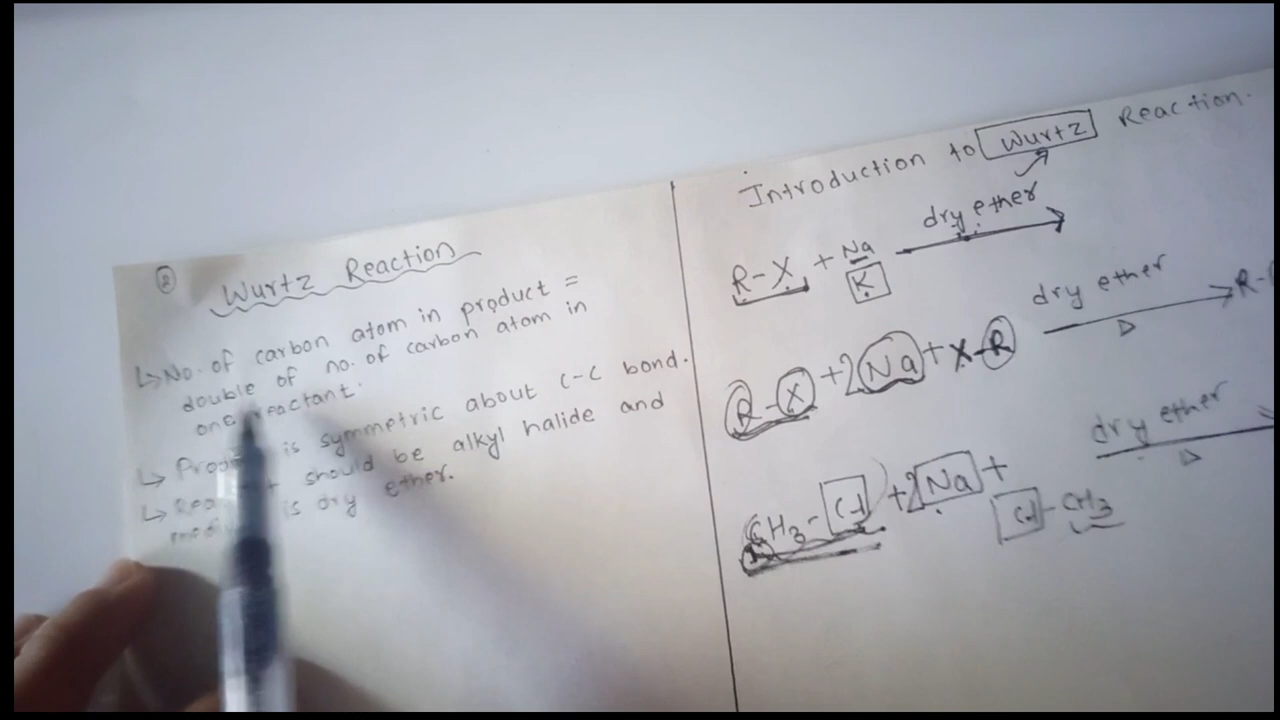 ② Wurtz Reaction
↳ No. of carbon atom in product =
double of no. of carbon atom in
one reactant.
↳ is symmetric about C-C bond.
↳ should be alkyl halide and
is dry ether.
Introduction to Wurtz Reaction.
R-X + Na dry ether
K
R-X + 2Na + X-R dry ether
Δ
CH3-Cl + 2Na + dry ether
Cl-CH3 Δ